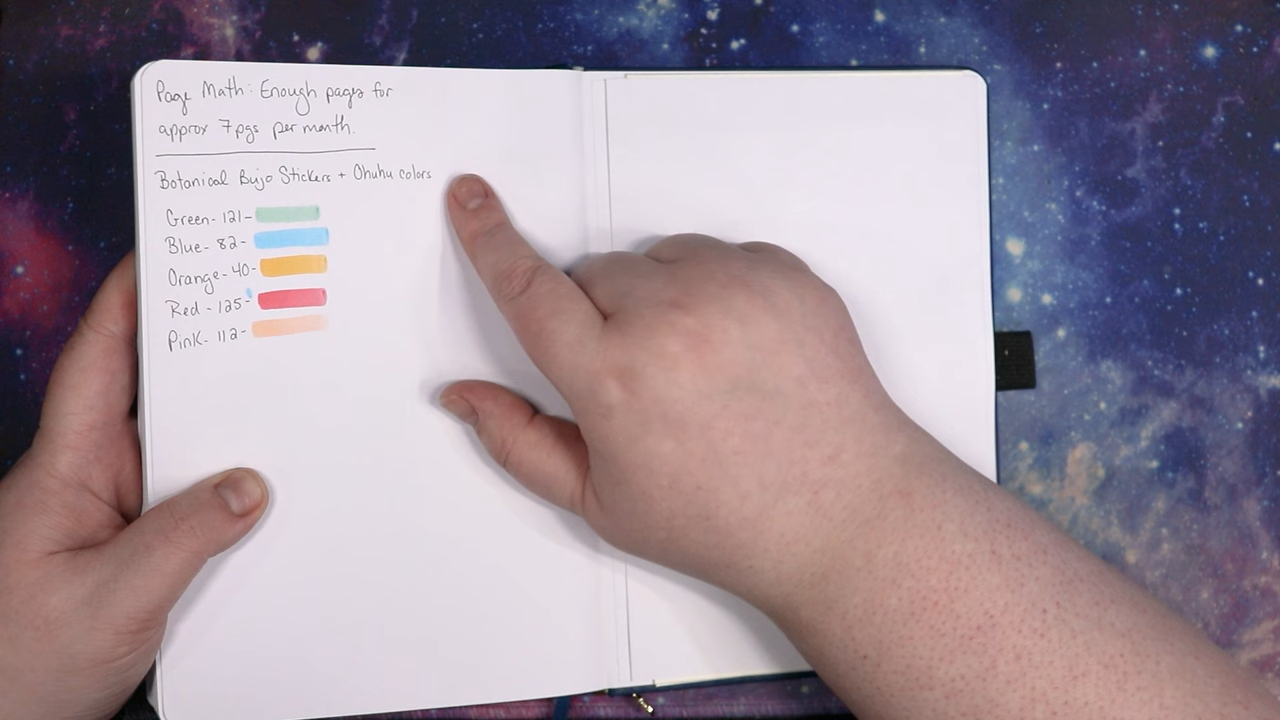 Page Math: Enough pages for
approx 7pgs per month.
Botanical Bujo Stickers + Ohuhu colors
Green- 121-
Blue- 82-
Orange- 40-
Red - 125-
Pink- 112-